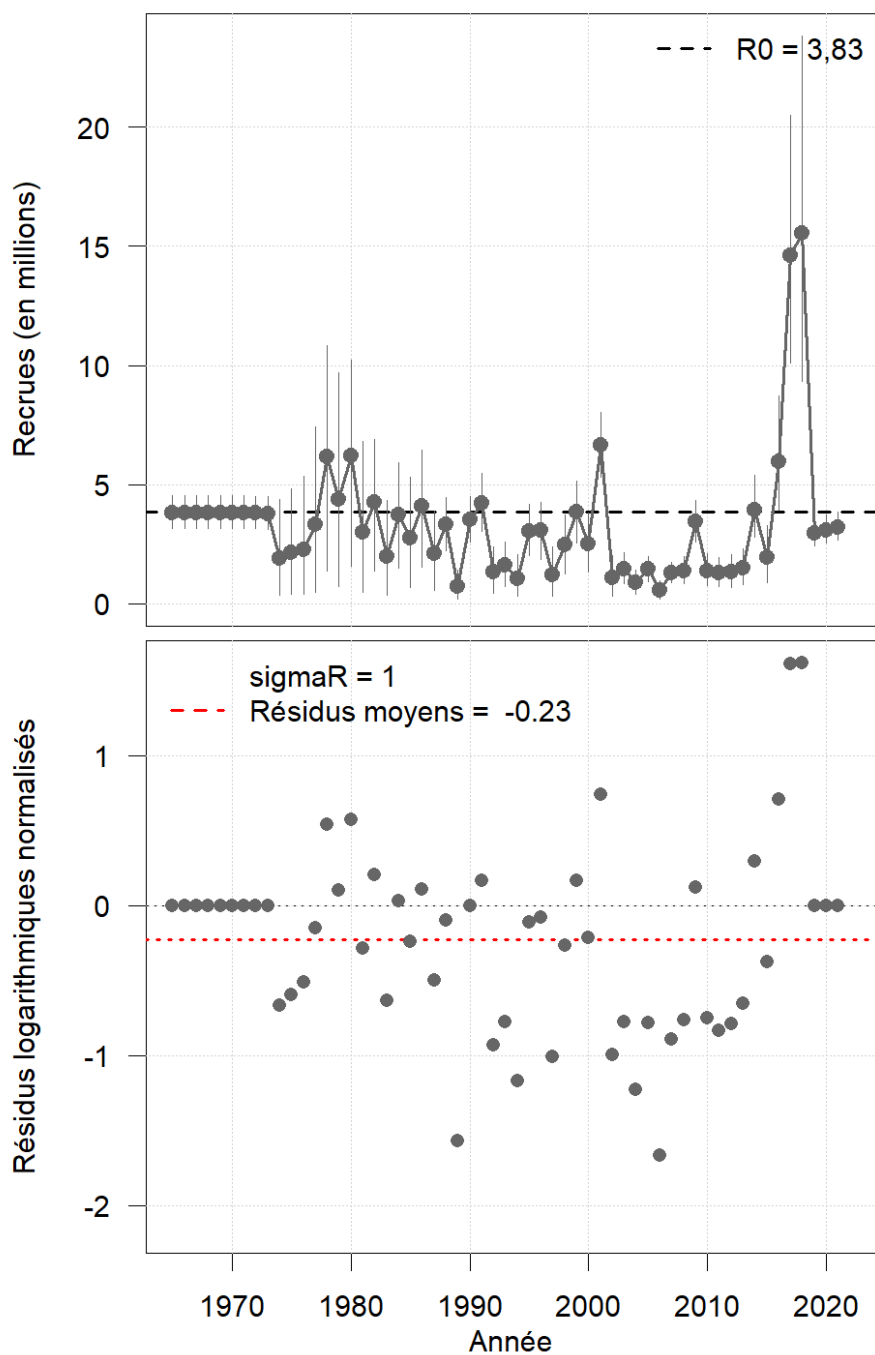 R0 = 3,83
Recrues (en millions)
20
15
10
5
0
sigmaR = 1
Résidus moyens = -0.23
Résidus logarithmiques normalisés
1
0
-1
-2
1970 1980 1990 2000 2010 2020
Année